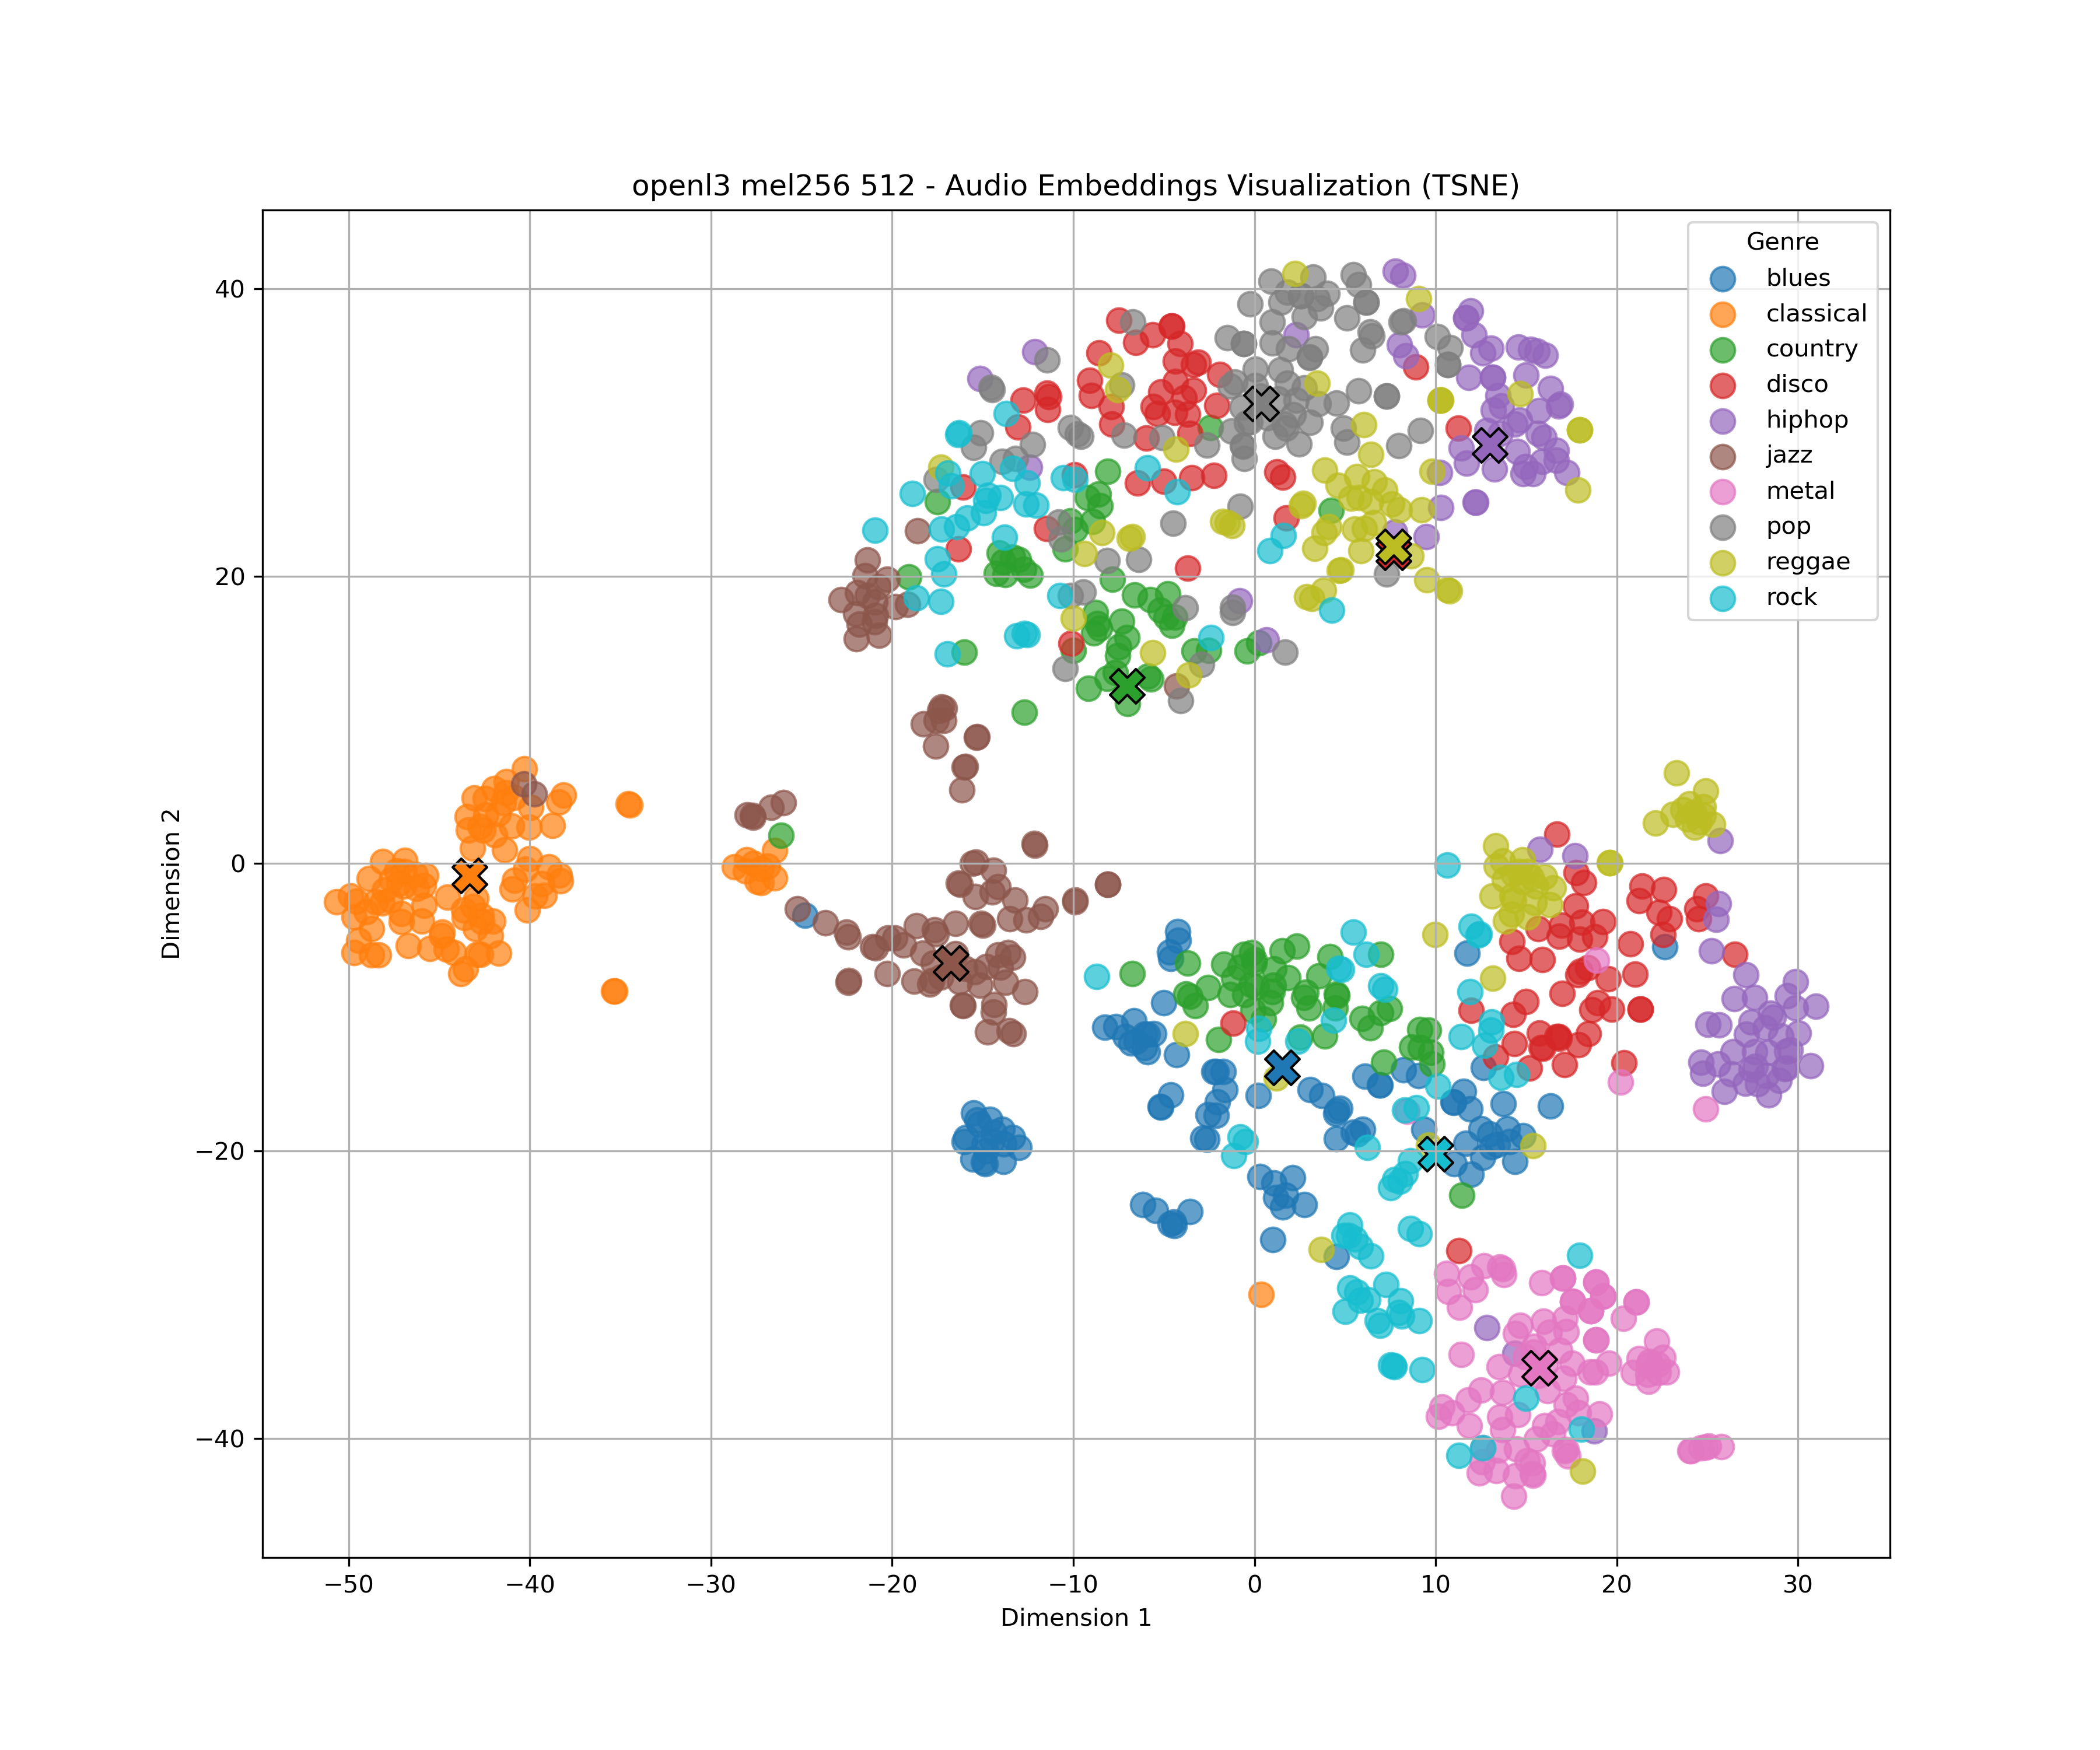 openl3 mel256 512 - Audio Embeddings Visualization (TSNE)
Genre
blues
classical
country
disco
hiphop
jazz
metal
pop
reggae
rock
40
20
0
−20
−40
Dimension 2
−50
−40
−30
−20
−10
0
10
20
30
Dimension 1